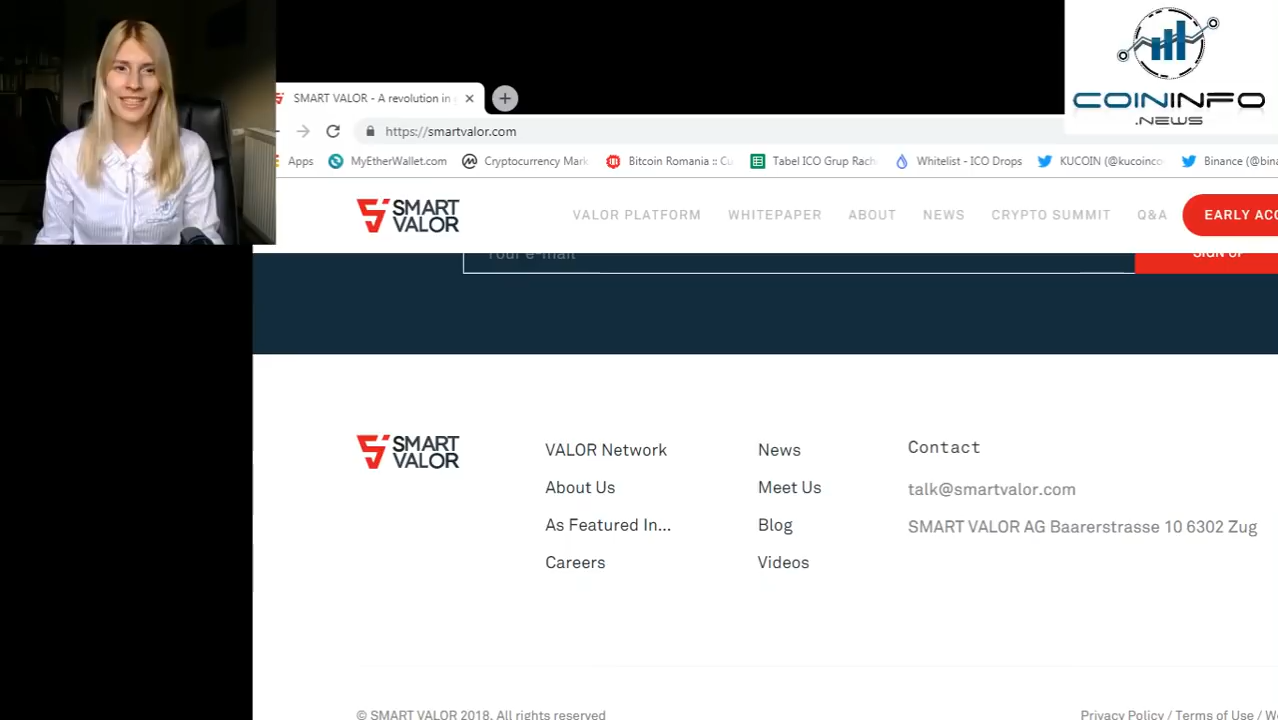 COININFO
.NEWS
SMART VALOR - A revolution in
https://smartvalor.com
Apps MyEtherWallet.com Cryptocurrency Mark Bitcoin Romania :: Cu Tabel ICO Grup Rach Whitelist - ICO Drops KUCOIN (@kucoinco Binance (@bina
SMART
VALOR
VALOR PLATFORM WHITEPAPER ABOUT NEWS CRYPTO SUMMIT Q&A EARLY ACC
Your e-mail SIGN UP
SMART
VALOR
VALOR Network
About Us
As Featured In...
Careers
News
Meet Us
Blog
Videos
Contact
talk@smartvalor.com
SMART VALOR AG Baarerstrasse 10 6302 Zug
© SMART VALOR 2018. All rights reserved
Privacy Policy / Terms of Use / W